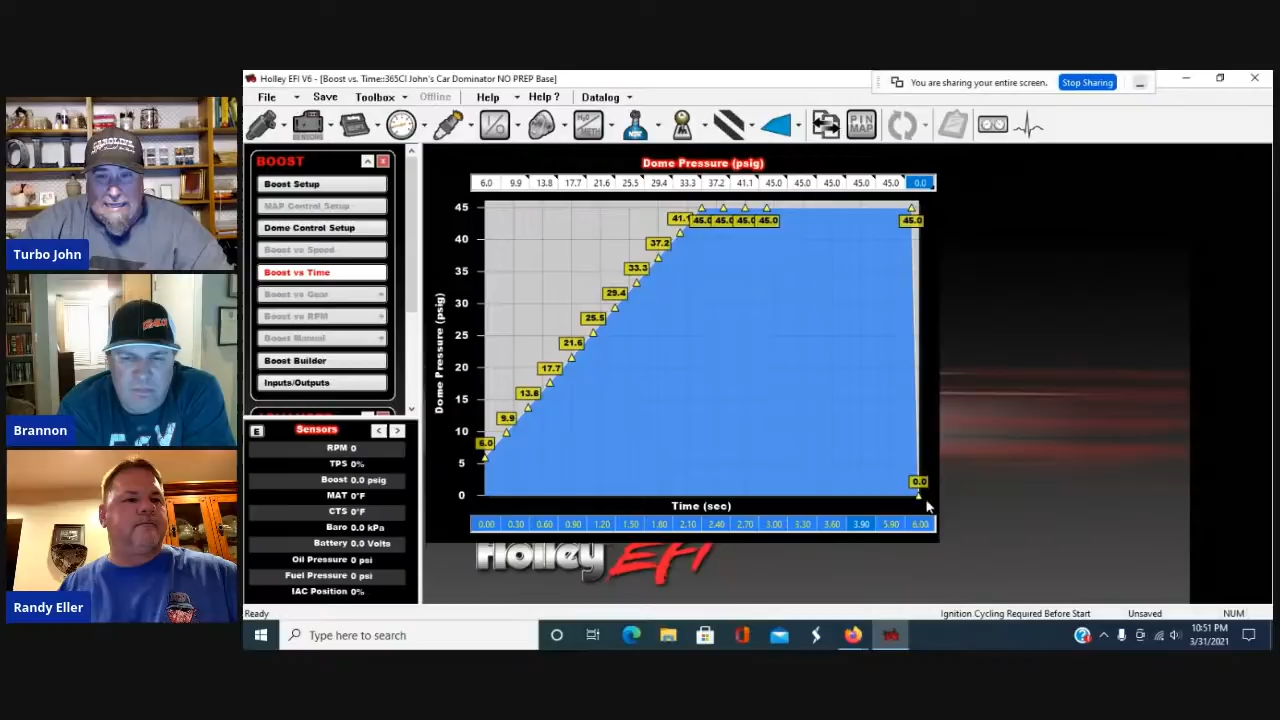 Holley EFI V6 - [Boost vs. Time::365CI John's Car Dominator NO PREP Base]
You are sharing your entire screen. Stop Sharing
File Save Toolbox Offline Help Help ? Datalog
PIN
MAP
BOOST
Boost Setup
MAP Control Setup
Dome Control Setup
Boost vs Speed
Boost vs Time
Boost vs Gear
Boost vs RPM
Boost Manual
Boost Builder
Inputs/Outputs
E Sensors < >
RPM 0
TPS 0%
Boost 0.0 psig
MAT 0°F
CTS 0°F
Baro 0.0 kPa
Battery 0.0 Volts
Oil Pressure 0 psi
Fuel Pressure 0 psi
IAC Position 0%
Dome Pressure (psig)
6.0 9.9 13.8 17.7 21.6 25.5 29.4 33.3 37.2 41.1 45.0 45.0 45.0 45.0 45.0 0.0
Dome Pressure (psig)
45
40
35
30
25
20
15
10
5
0
6.0 9.9 13.8 17.7 21.6 25.5 29.4 33.3 37.2 41.1 45.0 45.0 45.0 45.0 45.0 0.0
Time (sec)
0.00 0.30 0.60 0.90 1.20 1.50 1.80 2.10 2.40 2.70 3.00 3.30 3.60 3.90 5.90 6.00
Holley EFI
Ready Ignition Cycling Required Before Start Unsaved NUM
Type here to search
10:51 PM
3/31/2021
Turbo John
Brannon
Randy Eller